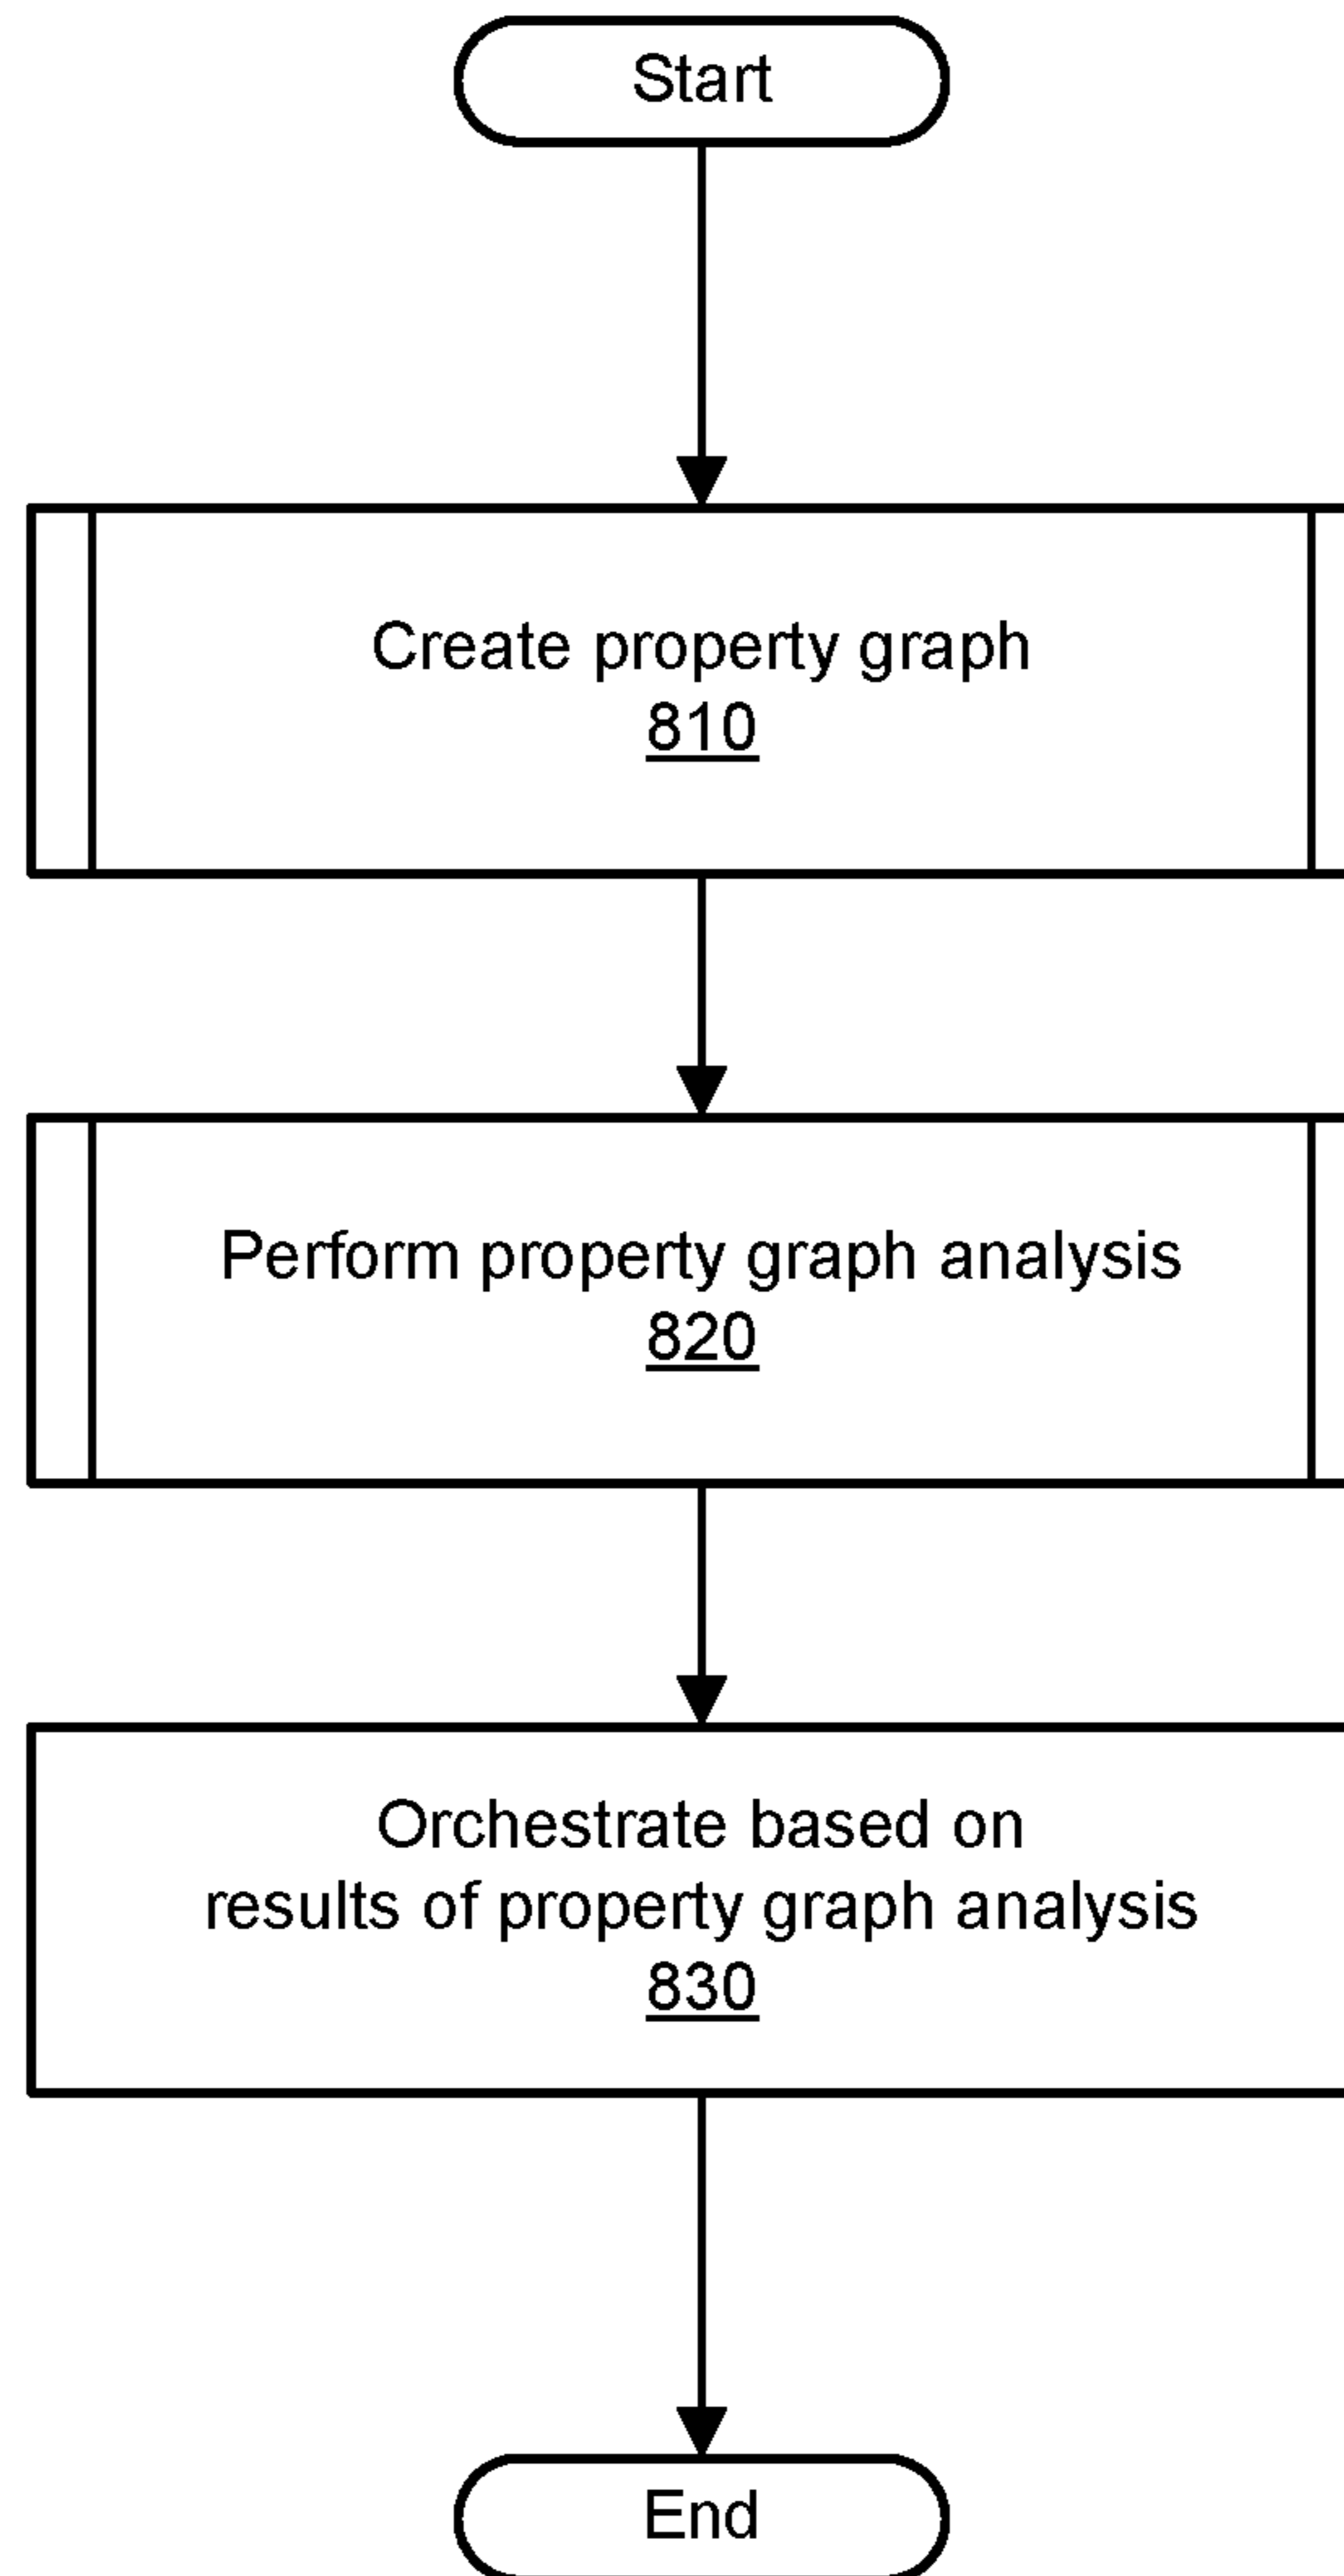 Start
Create property graph
810
Perform property graph analysis
820
Orchestrate based on
results of property graph analysis
830
End